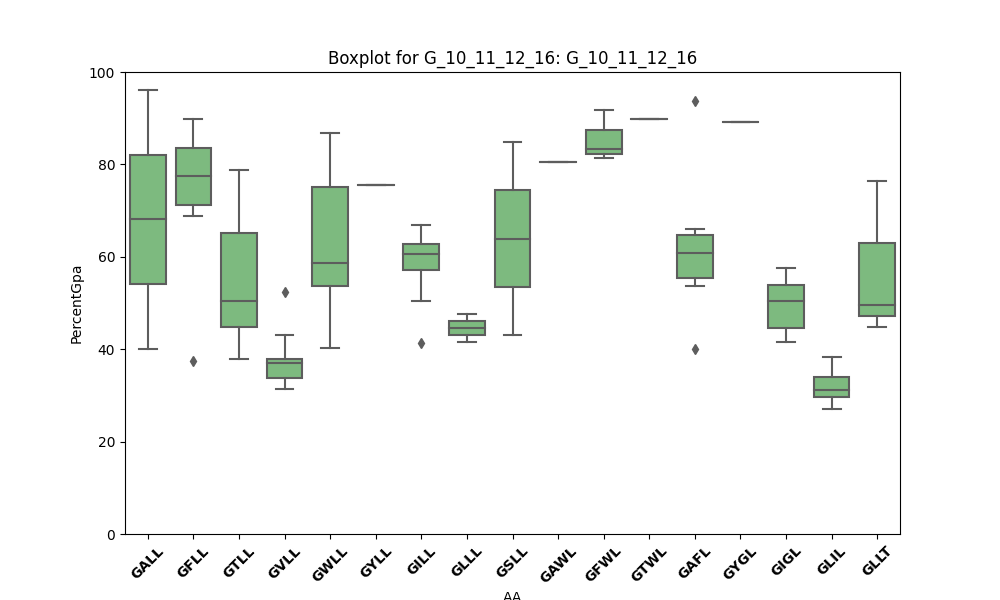 Boxplot for G_10_11_12_16: G_10_11_12_16
PercentGpa
100
80
60
40
20
0
GALL GFLL GTLL GVLL GWLL GYLL GILL GLLL GSLL GAWL GFWL GTWL GAFL GYGL GIGL GLIL GLLT
AA